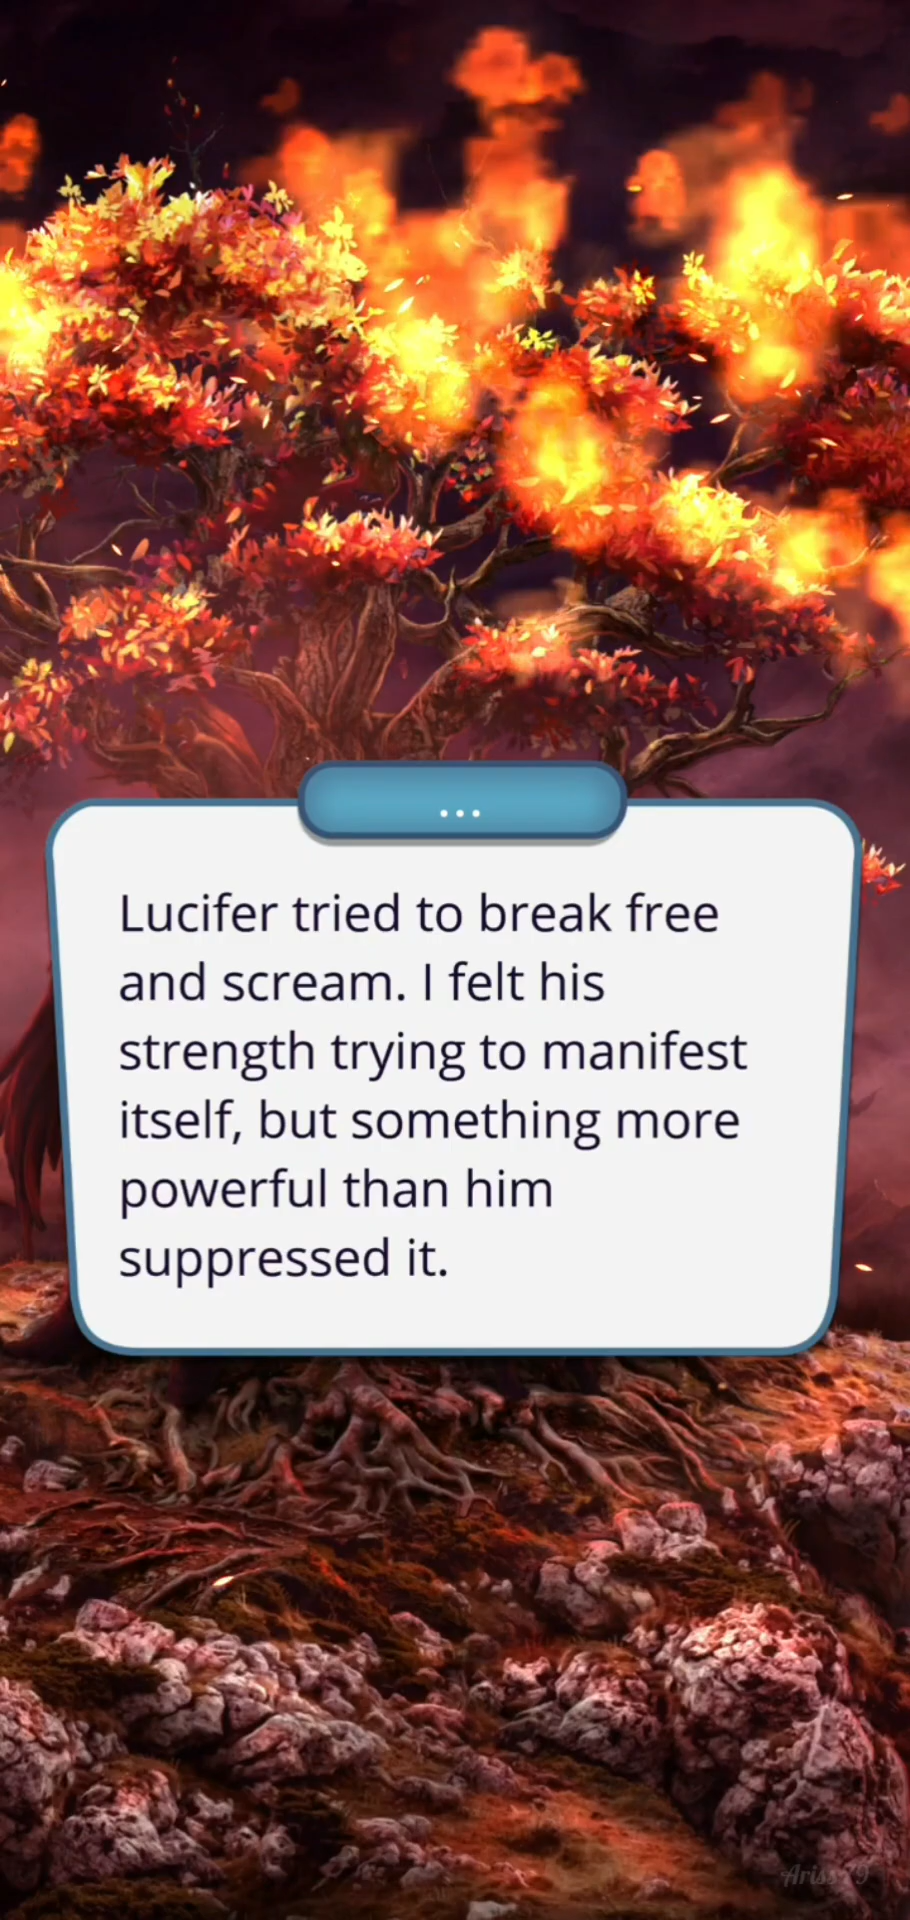 ...
Lucifer tried to break free
and scream. I felt his
strength trying to manifest
itself, but something more
powerful than him
suppressed it.